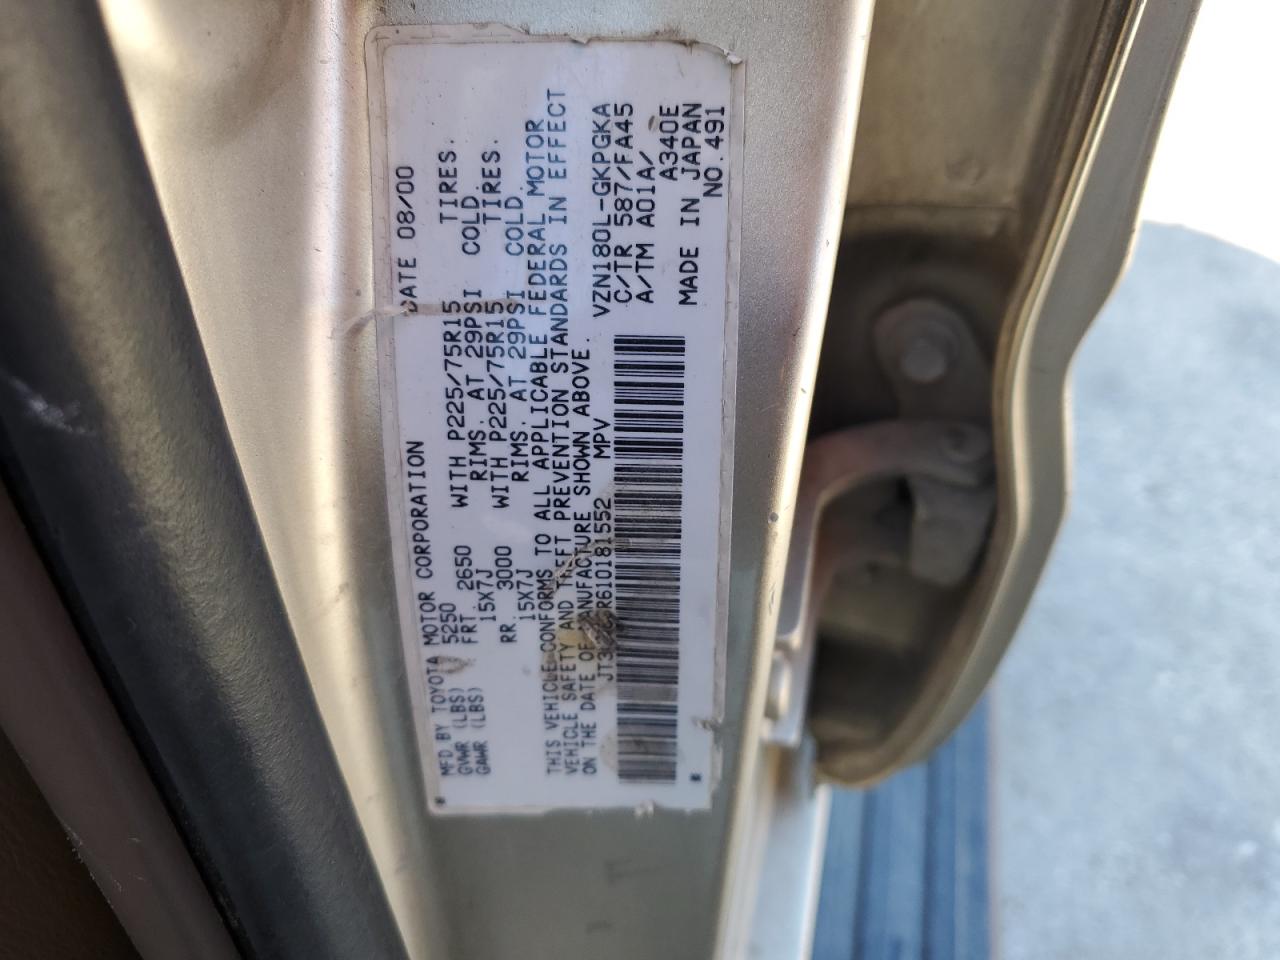 MFD BY TOYOTA MOTOR CORPORATION DATE 08/00
GVWR (LBS) 5250
GAWR (LBS) FRT. 2650 WITH P225/75R15 TIRES.
15X7J RIMS. AT 29PSI COLD.
RR. 3000 WITH P225/75R15 TIRES.
15X7J RIMS. AT 29PSI COLD.
THIS VEHICLE CONFORMS TO ALL APPLICABLE FEDERAL MOTOR
VEHICLE SAFETY AND THEFT PREVENTION STANDARDS IN EFFECT
ON THE DATE OF MANUFACTURE SHOWN ABOVE.
MPV
VZN180L-GKPGKA
C/TR 587/FA45
A/TM A01A/
A340E
MADE IN JAPAN
NO.491